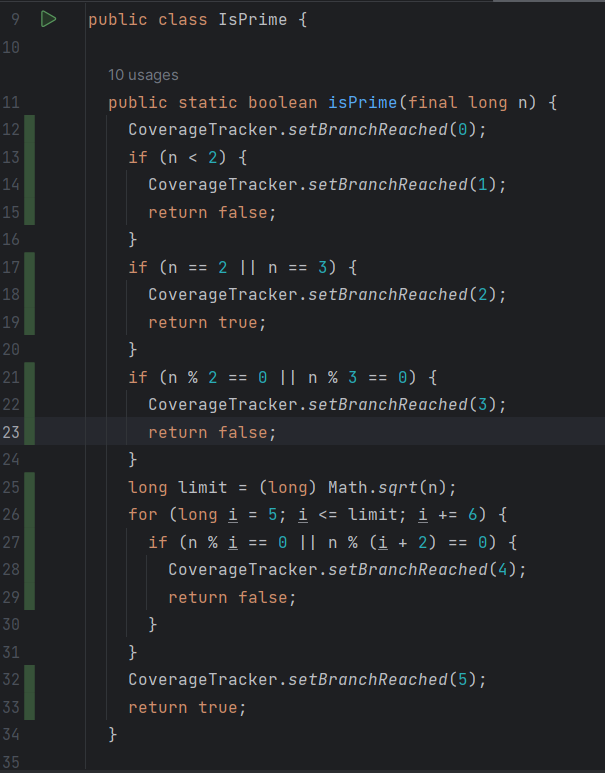 9 public class IsPrime {
10
10 usages
11 public static boolean isPrime(final long n) {
12 CoverageTracker.setBranchReached(0);
13 if (n < 2) {
14 CoverageTracker.setBranchReached(1);
15 return false;
16 }
17 if (n == 2 || n == 3) {
18 CoverageTracker.setBranchReached(2);
19 return true;
20 }
21 if (n % 2 == 0 || n % 3 == 0) {
22 CoverageTracker.setBranchReached(3);
23 return false;
24 }
25 long limit = (long) Math.sqrt(n);
26 for (long i = 5; i <= limit; i += 6) {
27 if (n % i == 0 || n % (i + 2) == 0) {
28 CoverageTracker.setBranchReached(4);
29 return false;
30 }
31 }
32 CoverageTracker.setBranchReached(5);
33 return true;
34 }
35